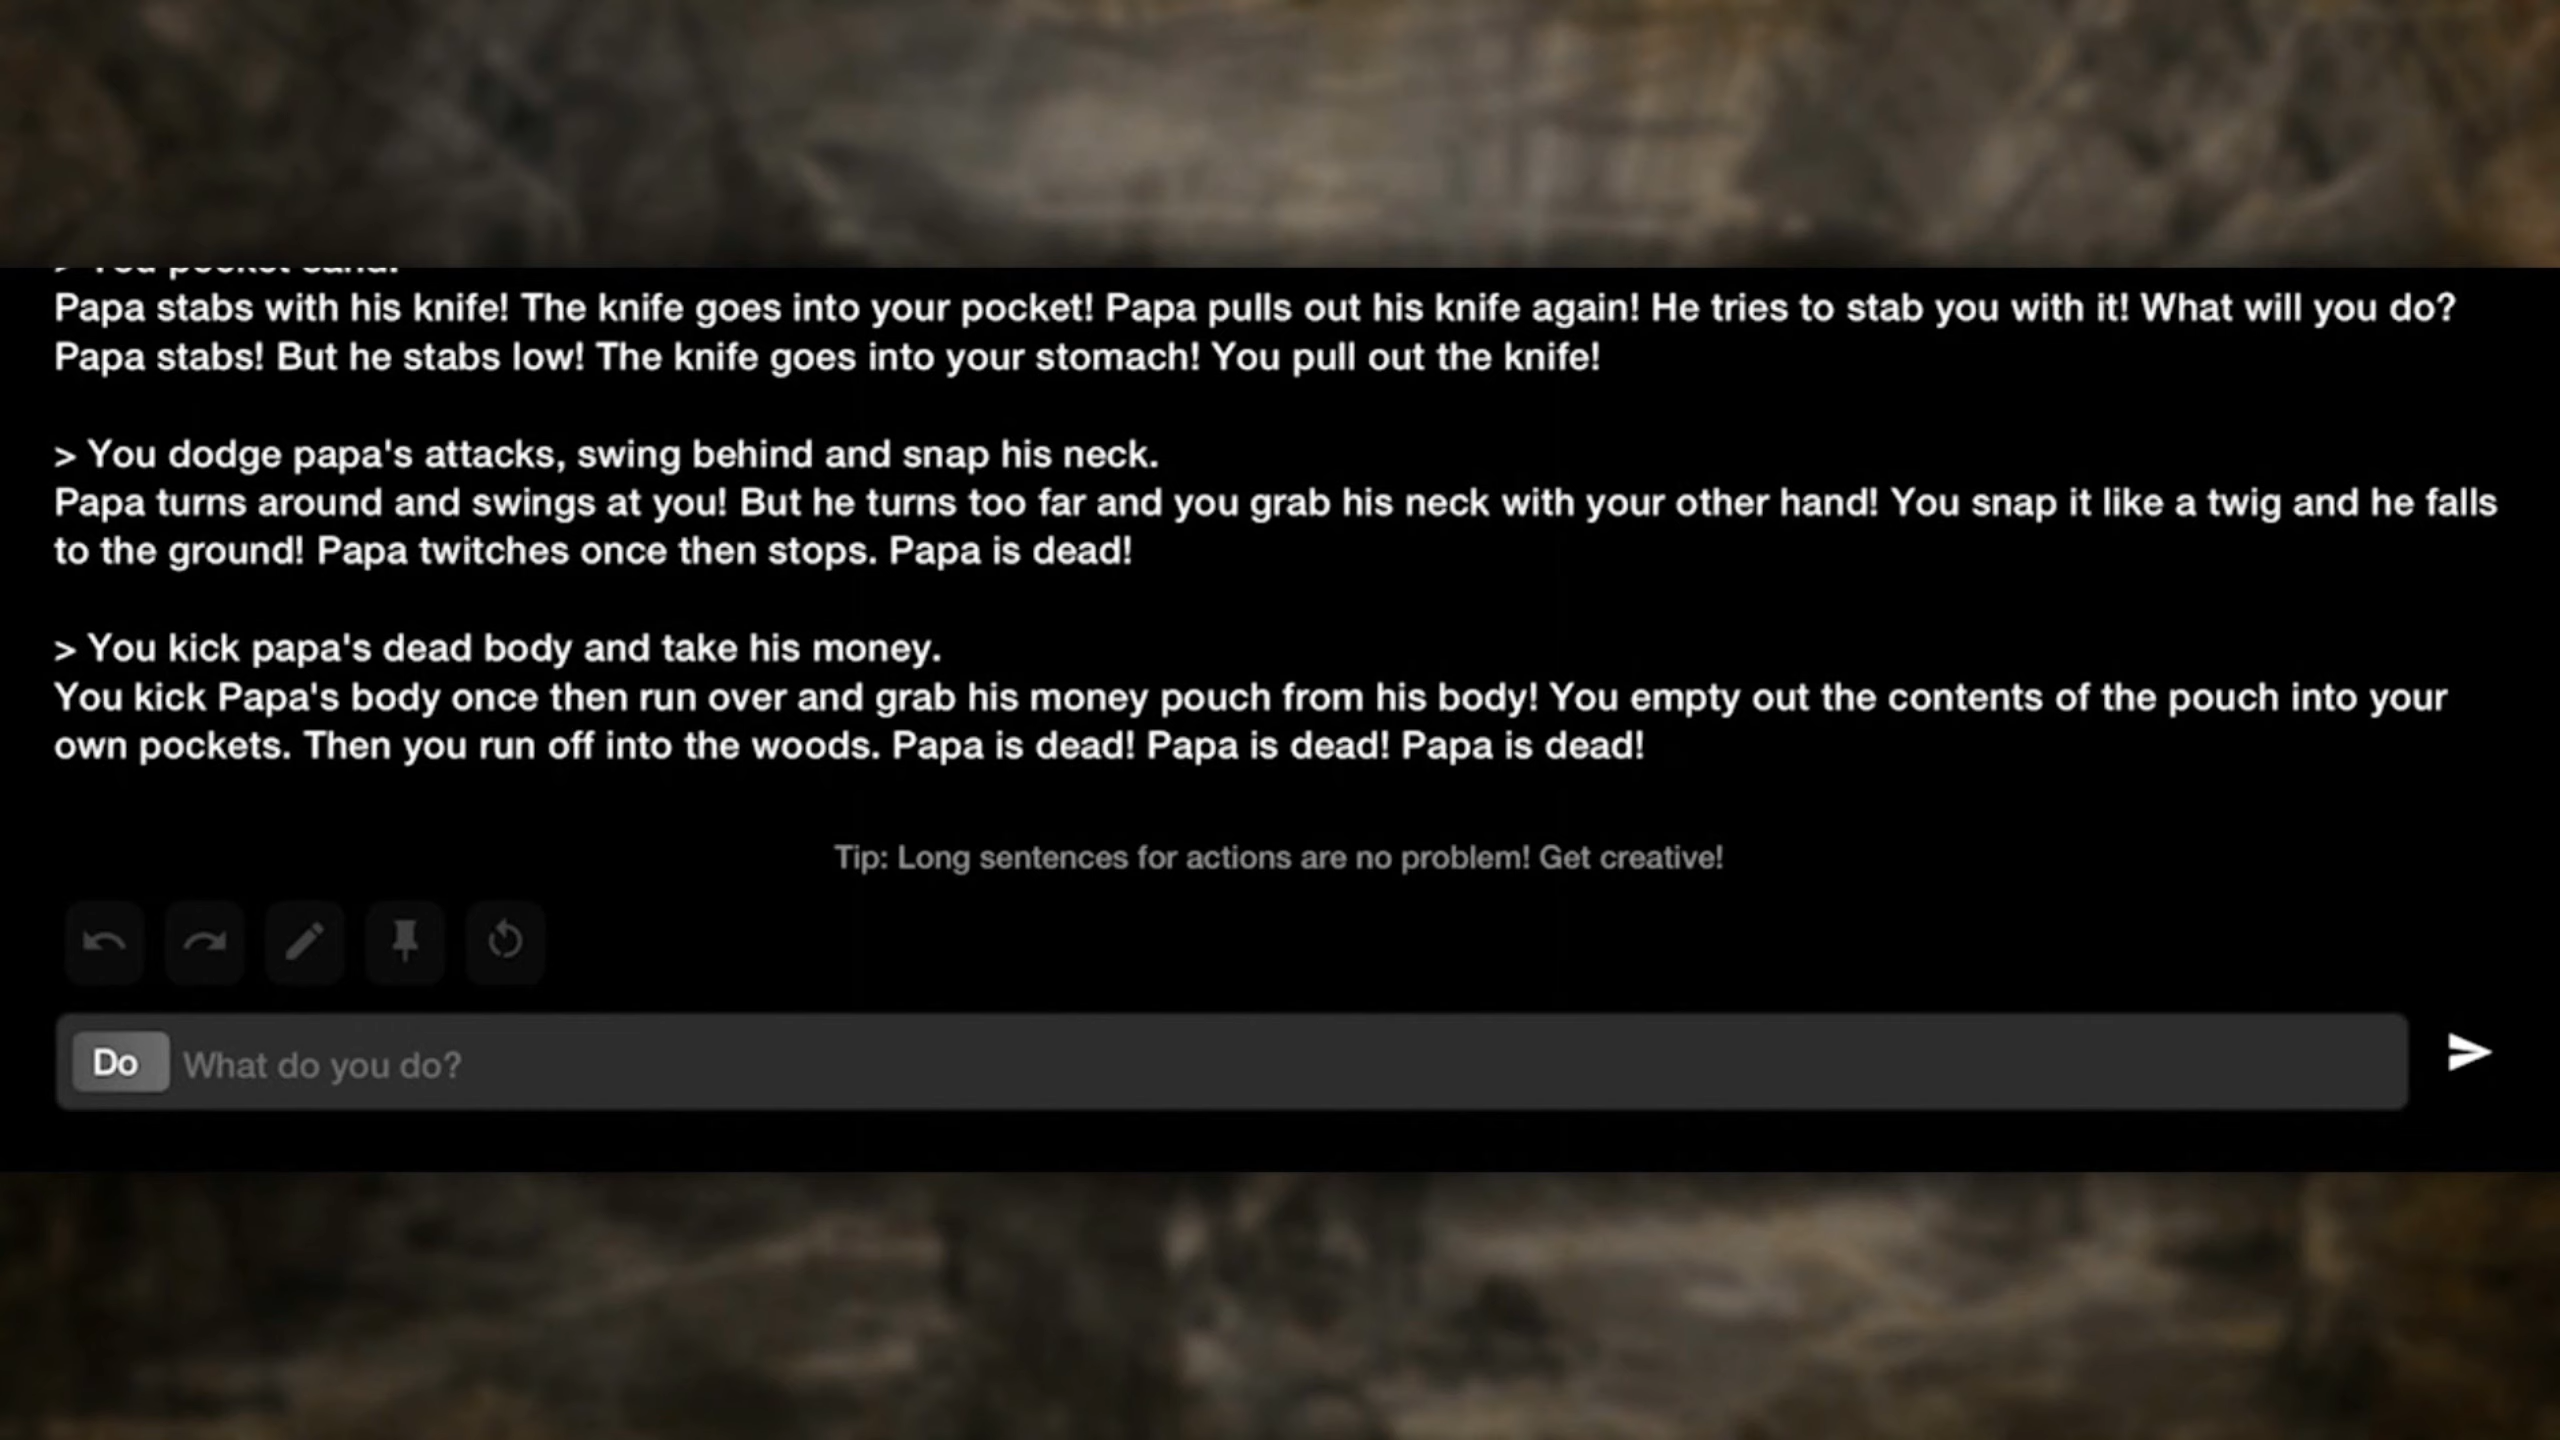 > You pocket sand.
Papa stabs with his knife! The knife goes into your pocket! Papa pulls out his knife again! He tries to stab you with it! What will you do?
Papa stabs! But he stabs low! The knife goes into your stomach! You pull out the knife!
> You dodge papa's attacks, swing behind and snap his neck.
Papa turns around and swings at you! But he turns too far and you grab his neck with your other hand! You snap it like a twig and he falls
to the ground! Papa twitches once then stops. Papa is dead!
> You kick papa's dead body and take his money.
You kick Papa's body once then run over and grab his money pouch from his body! You empty out the contents of the pouch into your
own pockets. Then you run off into the woods. Papa is dead! Papa is dead! Papa is dead!
Tip: Long sentences for actions are no problem! Get creative!
Do What do you do?